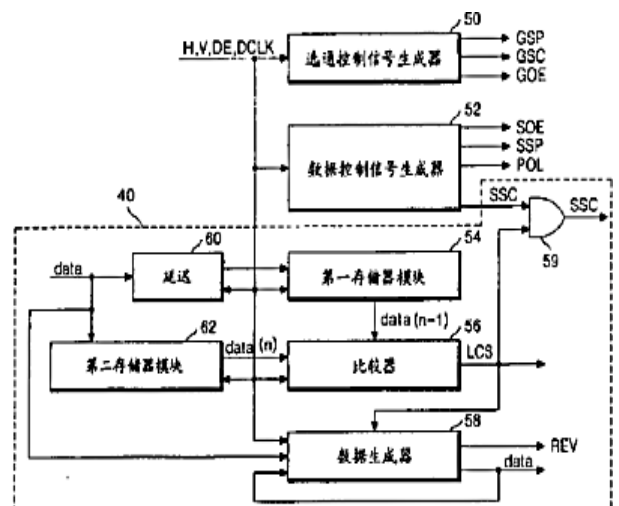 50
H,V,DE,DCLK
选通控制信号生成器
GSP
GSC
GOE
52
数据控制信号生成器
SOE
SSP
POL
SSC
SSC
59
40
60
54
data
延迟
第一存储器模块
data(n-1)
62
56
第二存储器模块
data(n)
比较器
LCS
58
数据生成器
REV
data